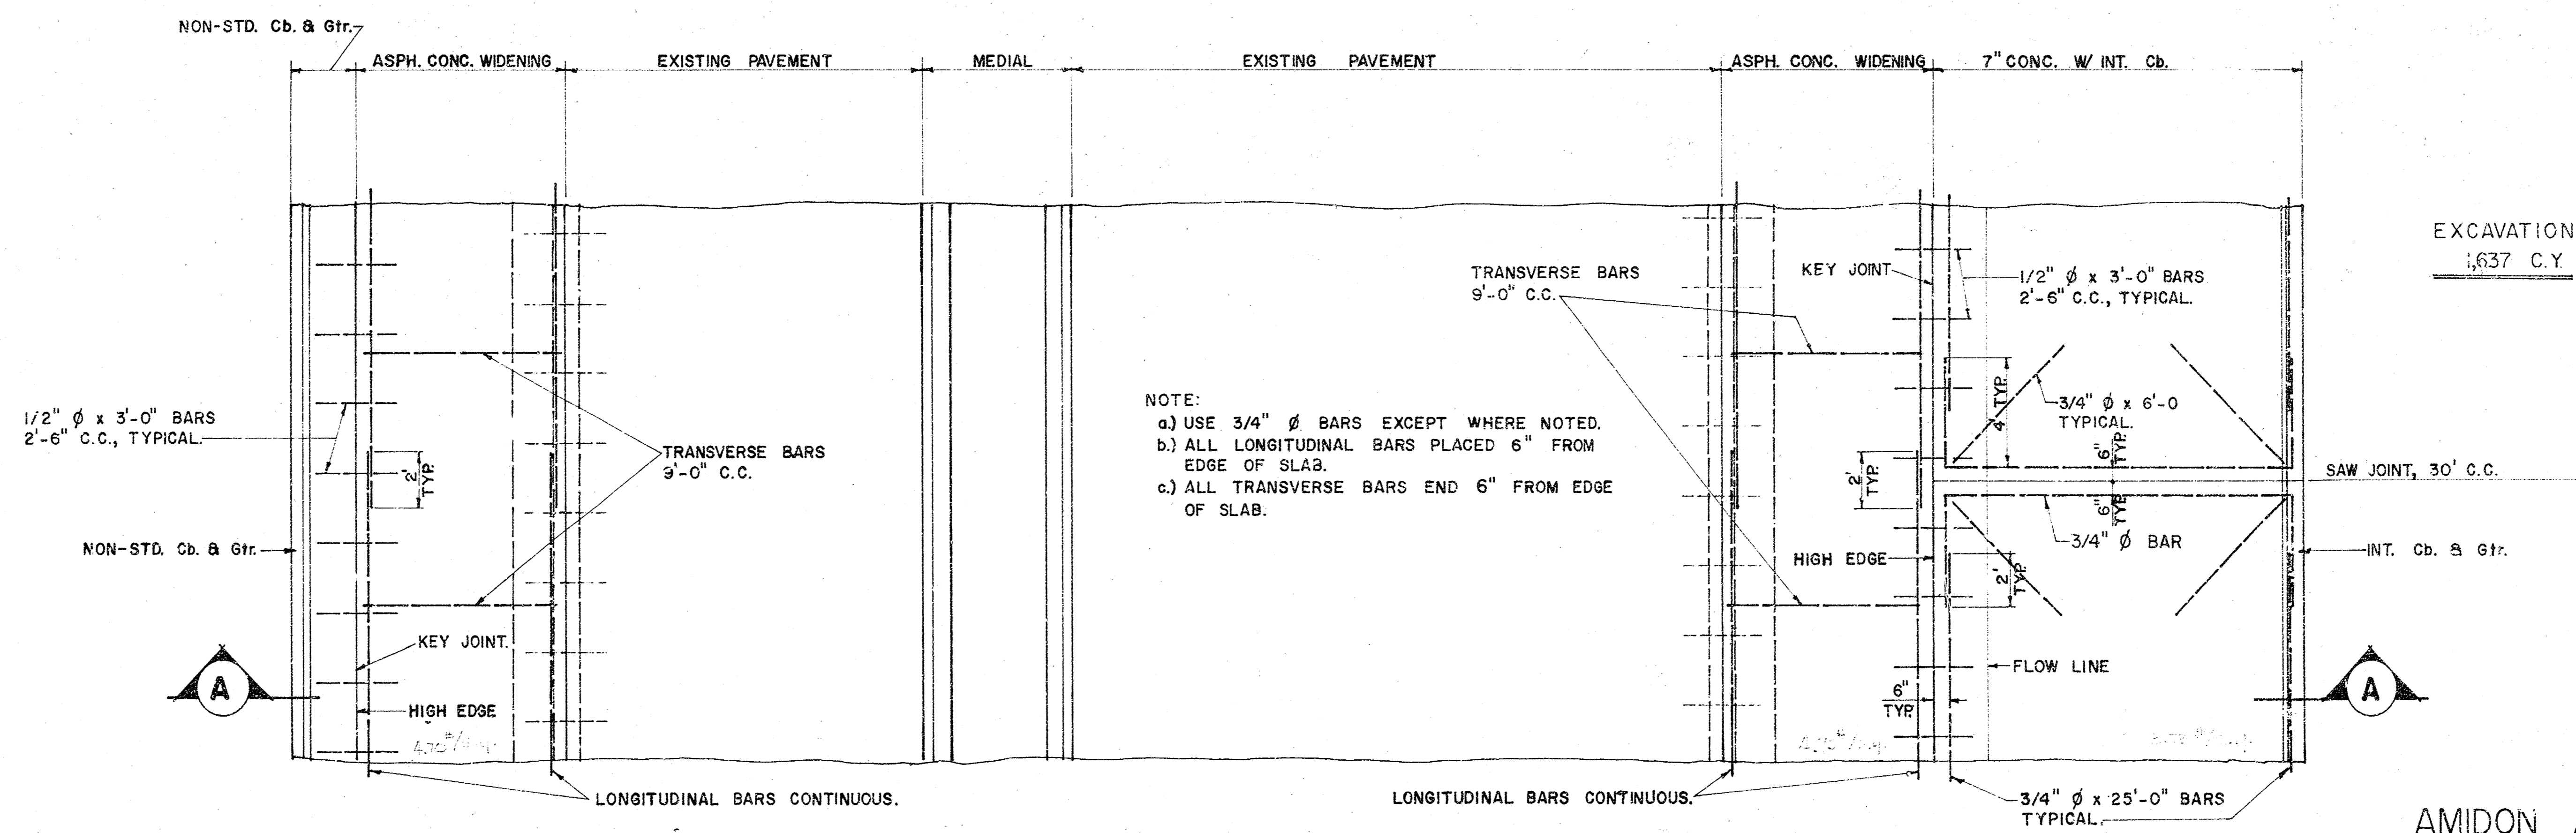 NON-STD. Cb. & Gtr.
ASPH. CONC. WIDENING
EXISTING PAVEMENT
MEDIAL
EXISTING PAVEMENT
ASPH. CONC. WIDENING
7" CONC. W/ INT. Cb.
EXCAVATION
1,637 C.Y.
TRANSVERSE BARS
9'-0" C.C.
KEY JOINT
1/2" Ø x 3'-0" BARS
2'-6" C.C., TYPICAL.
1/2" Ø x 3'-0" BARS
2'-6" C.C., TYPICAL.
2'
TYP.
TRANSVERSE BARS
9'-0" C.C.
NOTE:
a.) USE 3/4" Ø BARS EXCEPT WHERE NOTED.
b.) ALL LONGITUDINAL BARS PLACED 6" FROM
EDGE OF SLAB.
c.) ALL TRANSVERSE BARS END 6" FROM EDGE
OF SLAB.
4' TYP.
3/4" Ø x 6'-0
TYPICAL.
6"
TYP.
2'
TYP.
SAW JOINT, 30' C.C.
6"
TYP.
3/4" Ø BAR
NON-STD. Cb. & Gtr.
HIGH EDGE
2'
TYP.
INT. Cb. & Gtr.
KEY JOINT.
FLOW LINE
A
HIGH EDGE
6"
TYP.
A
LONGITUDINAL BARS CONTINUOUS.
LONGITUDINAL BARS CONTINUOUS.
3/4" Ø x 25'-0" BARS
TYPICAL.
AMIDON